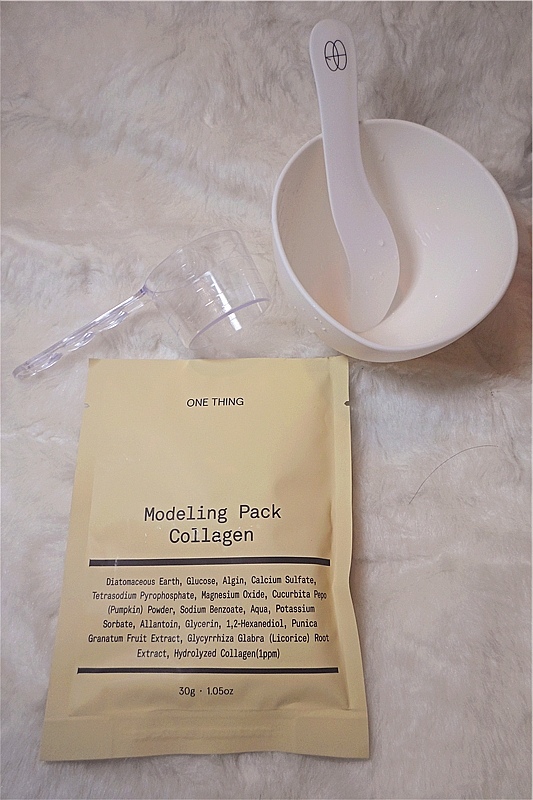 ONE THING
Modeling Pack
Collagen
Diatomaceous Earth, Glucose, Algin, Calcium Sulfate,
Tetrasodium Pyrophosphate, Magnesium Oxide, Cucurbita Pepo
(Pumpkin) Powder, Sodium Benzoate, Aqua, Potassium
Sorbate, Allantoin, Glycerin, 1,2-Hexanediol, Punica
Granatum Fruit Extract, Glycyrrhiza Glabra (Licorice) Root
Extract, Hydrolyzed Collagen(1ppm)
30g · 1.05oz